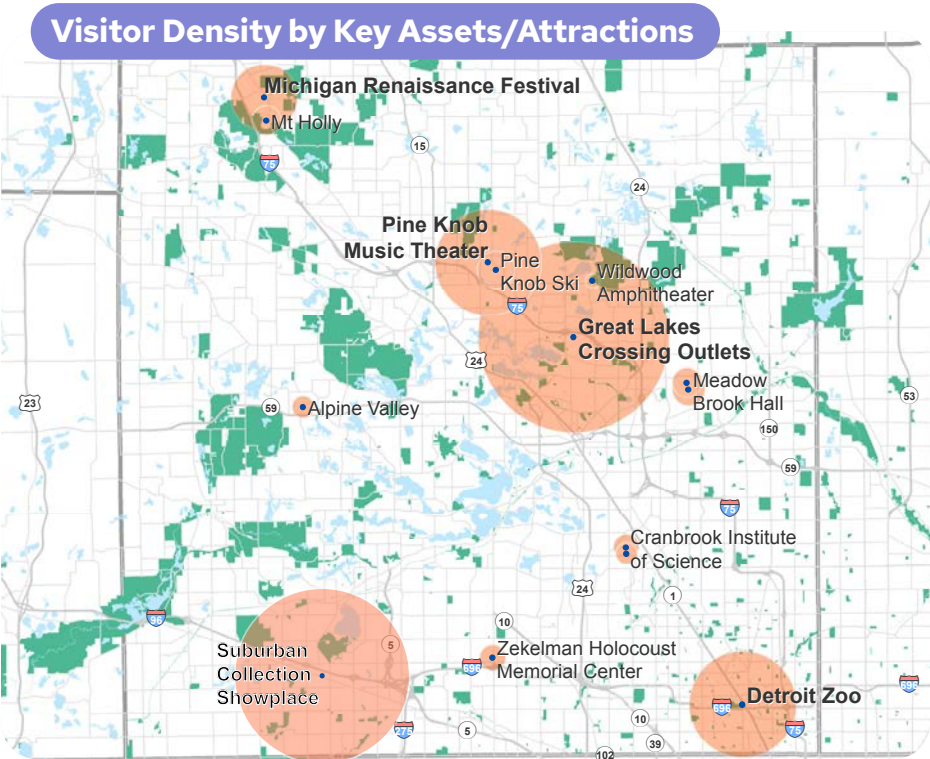 Visitor Density by Key Assets/Attractions
Michigan Renaissance Festival
Mt Holly
75
15
24
Pine Knob
Music Theater
Pine
Knob Ski
Wildwood
Amphitheater
75
Great Lakes
Crossing Outlets
24
Meadow
Brook Hall
23
59
Alpine Valley
53
150
59
75
Cranbrook Institute
of Science
24
1
96
10
5
Suburban
Collection
Showplace
Zekelman Holocoust
Memorial Center
696
696
Detroit Zoo
696
10
5
275
75
39
102